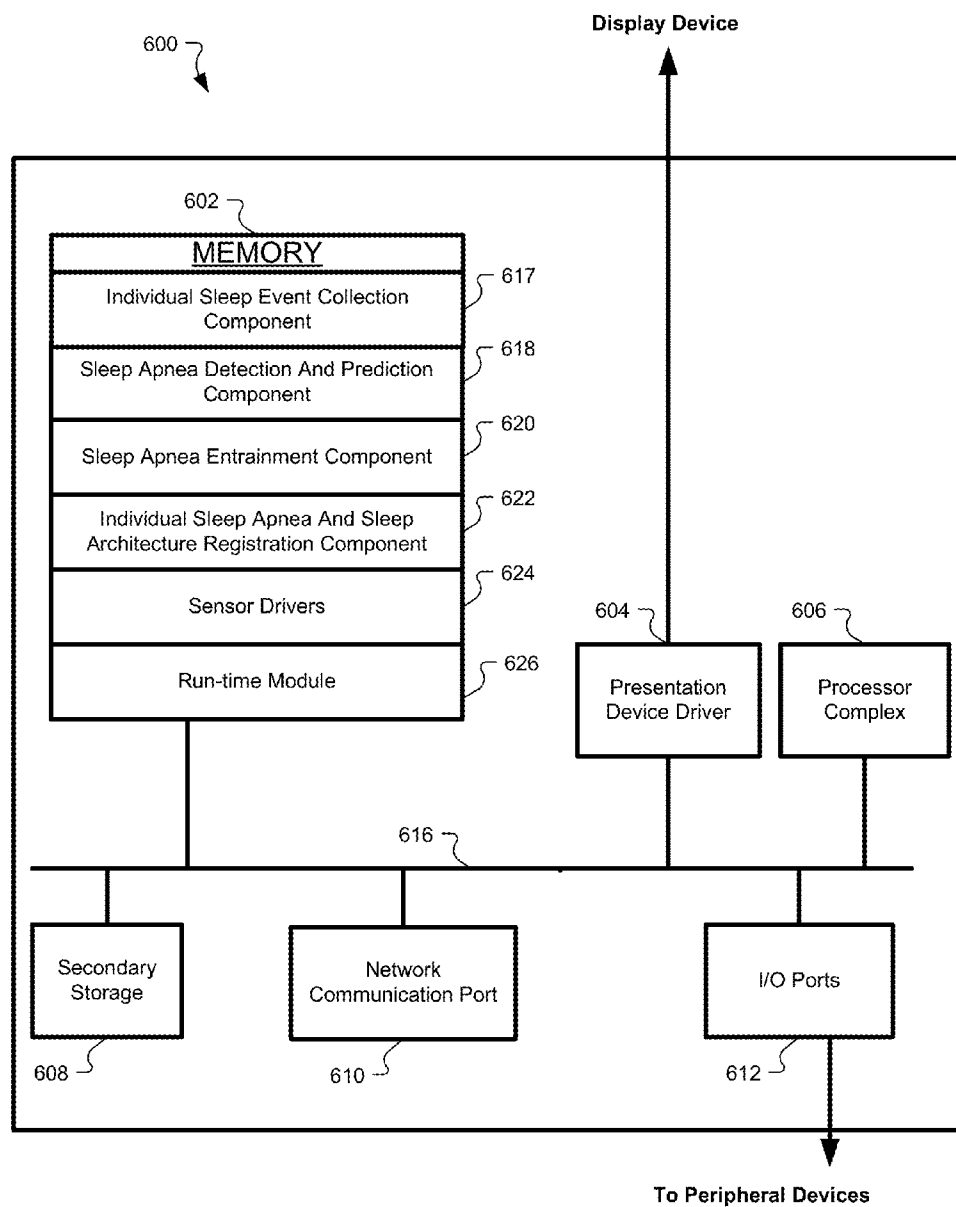 Display Device
600
602
MEMORY
617
Individual Sleep Event Collection
Component
618
Sleep Apnea Detection And Prediction
Component
620
Sleep Apnea Entrainment Component
622
Individual Sleep Apnea And Sleep
Architecture Registration Component
624
Sensor Drivers
626
Run-time Module
604
Presentation
Device Driver
606
Processor
Complex
616
Secondary
Storage
608
Network
Communication Port
610
I/O Ports
612
To Peripheral Devices